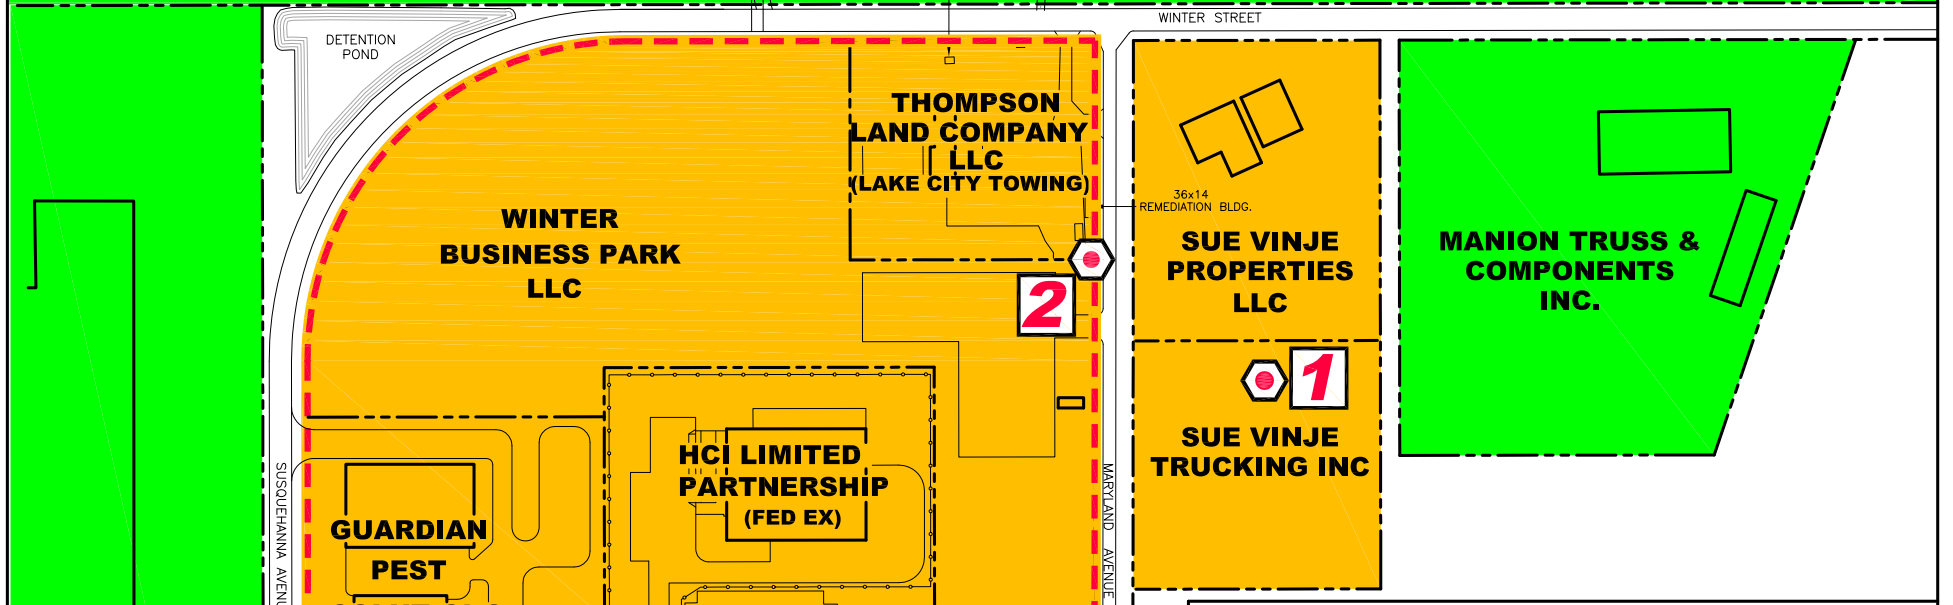 WINTER STREET
DETENTION
POND
THOMPSON
LAND COMPANY
LLC
(LAKE CITY TOWING)
36x14
REMEDIATION BLDG.
WINTER
BUSINESS PARK
LLC
SUE VINJE
PROPERTIES
LLC
MANION TRUSS &
COMPONENTS
INC.
2
1
SUE VINJE
TRUCKING INC
HCI LIMITED
PARTNERSHIP
(FED EX)
GUARDIAN
PEST
SUSQUEHANNA AVENU
MARYLAND AVENUE